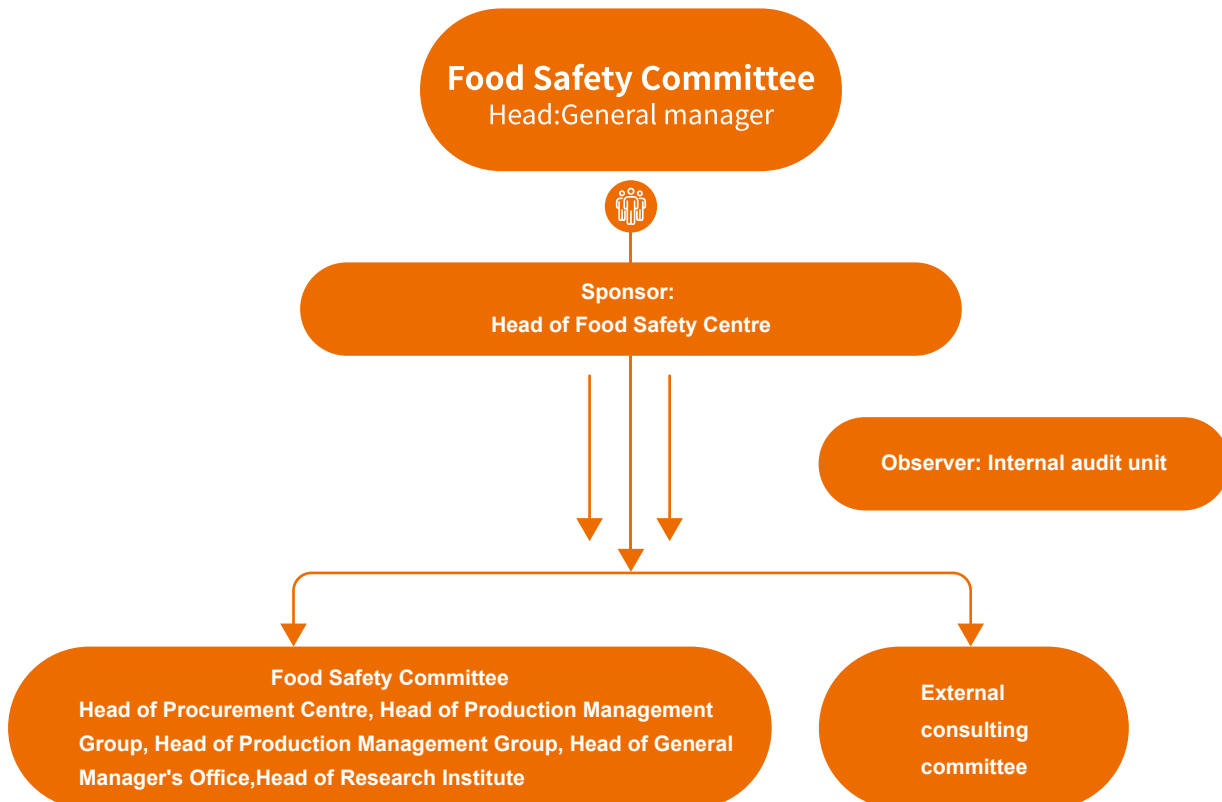 Food Safety Committee
Head:General manager
Sponsor:
Head of Food Safety Centre
Observer: Internal audit unit
Food Safety Committee
Head of Procurement Centre, Head of Production Management
Group, Head of Production Management Group, Head of General
Manager's Office,Head of Research Institute
External
consulting
committee